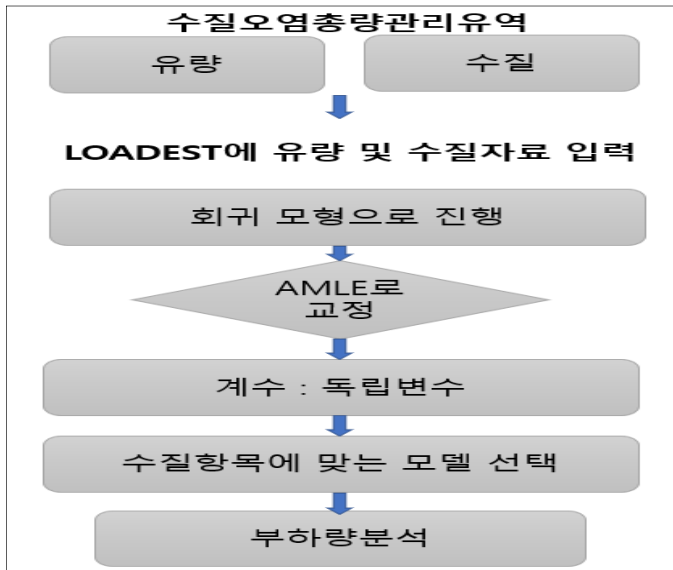 수질오염총량관리유역
유량
수질
LOADEST에 유량 및 수질자료 입력
회귀 모형으로 진행
AMLE로
교정
계수 : 독립변수
수질항목에 맞는 모델 선택
부하량분석